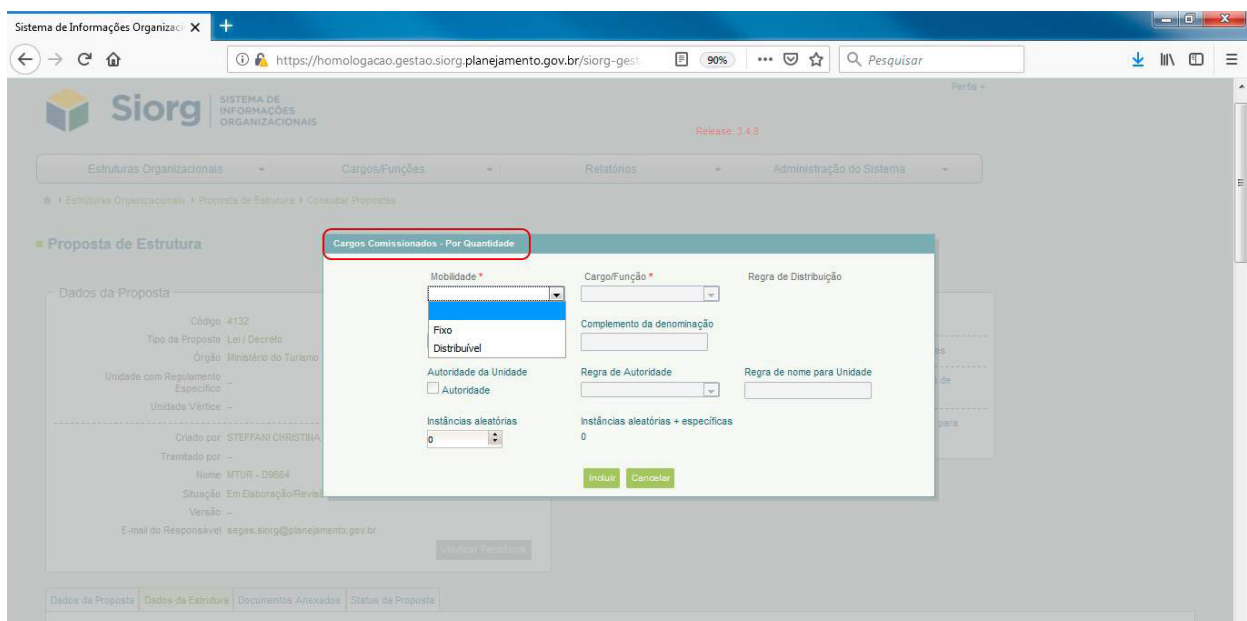 Sistema de Informações Organizaci
https://homologacao.gestao.siorg.planejamento.gov.br/siorg-gest
90%
Pesquisar
Siorg
SISTEMA DE
INFORMAÇÕES
ORGANIZACIONAIS
Perfis
Release: 3.4.8
Estruturas Organizacionais
Cargos/Funções
Relatórios
Administração do Sistema
Estruturas Organizacionais
Proposta de Estrutura
Consultar Propostas
Proposta de Estrutura
Cargos Comissionados - Por Quantidade
Mobilidade *
Cargo/Função *
Regra de Distribuição
Fixo
Distribuível
Complemento da denominação
Autoridade da Unidade
Regra de Autoridade
Regra de nome para Unidade
Autoridade
Instâncias aleatórias
Instâncias aleatórias + específicas
0
0
Incluir
Cancelar
Dados da Proposta
Código 4132
Tipo da Proposta Lei / Decreto
Órgão Ministério do Turismo
Unidade com Regulamento
Específico –
Unidade Vértice –
Criado por STEFFANI CHRISTINA
Tramitado por –
Nome MTUR - D9664
Situação Em Elaboração/Revis
Versão –
E-mail do Responsável seges.siorg@planejamento.gov.br
Verificar Pendência
es
de
para
Dados da Proposta
Dados da Estrutura
Documentos Anexados
Status da Proposta